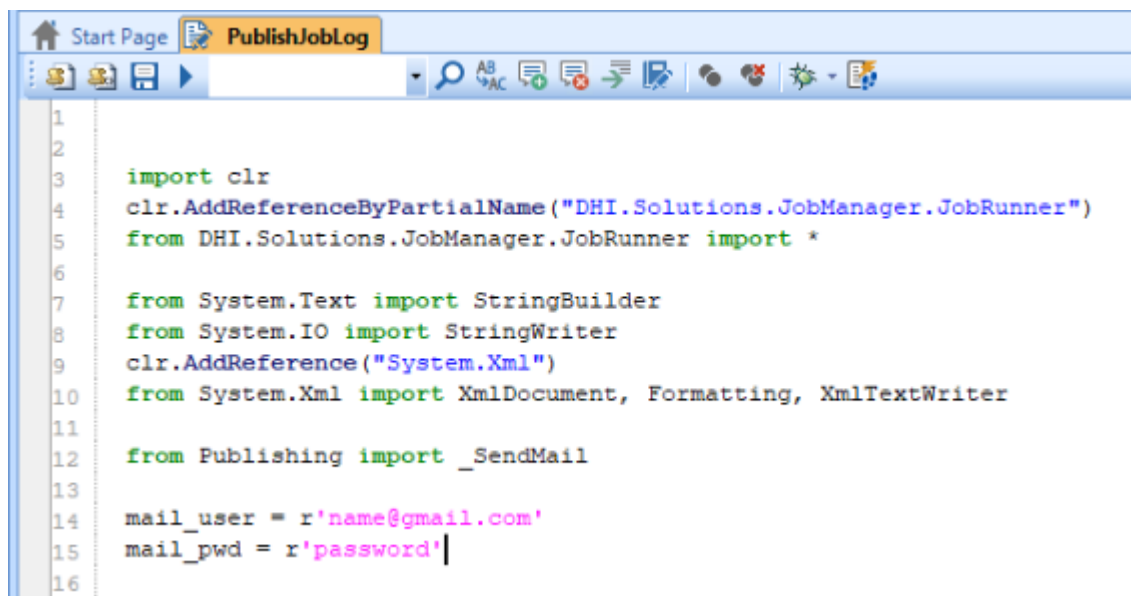 Start Page PublishJobLog
AB
AC
1
2
3 import clr
4 clr.AddReferenceByPartialName("DHI.Solutions.JobManager.JobRunner")
5 from DHI.Solutions.JobManager.JobRunner import *
6
7 from System.Text import StringBuilder
8 from System.IO import StringWriter
9 clr.AddReference("System.Xml")
10 from System.Xml import XmlDocument, Formatting, XmlTextWriter
11
12 from Publishing import _SendMail
13
14 mail_user = r'name@gmail.com'
15 mail_pwd = r'password'
16